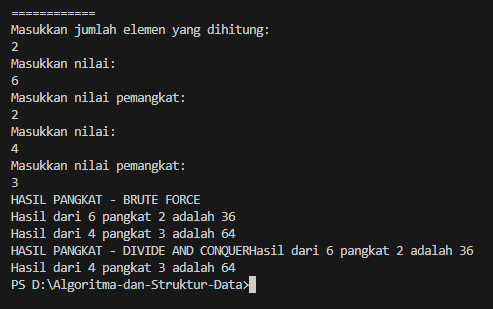 ============
Masukkan jumlah elemen yang dihitung:
2
Masukkan nilai:
6
Masukkan nilai pemangkat:
2
Masukkan nilai:
4
Masukkan nilai pemangkat:
3
HASIL PANGKAT - BRUTE FORCE
Hasil dari 6 pangkat 2 adalah 36
Hasil dari 4 pangkat 3 adalah 64
HASIL PANGKAT - DIVIDE AND CONQUERHasil dari 6 pangkat 2 adalah 36
Hasil dari 4 pangkat 3 adalah 64
PS D:\Algoritma-dan-Struktur-Data>